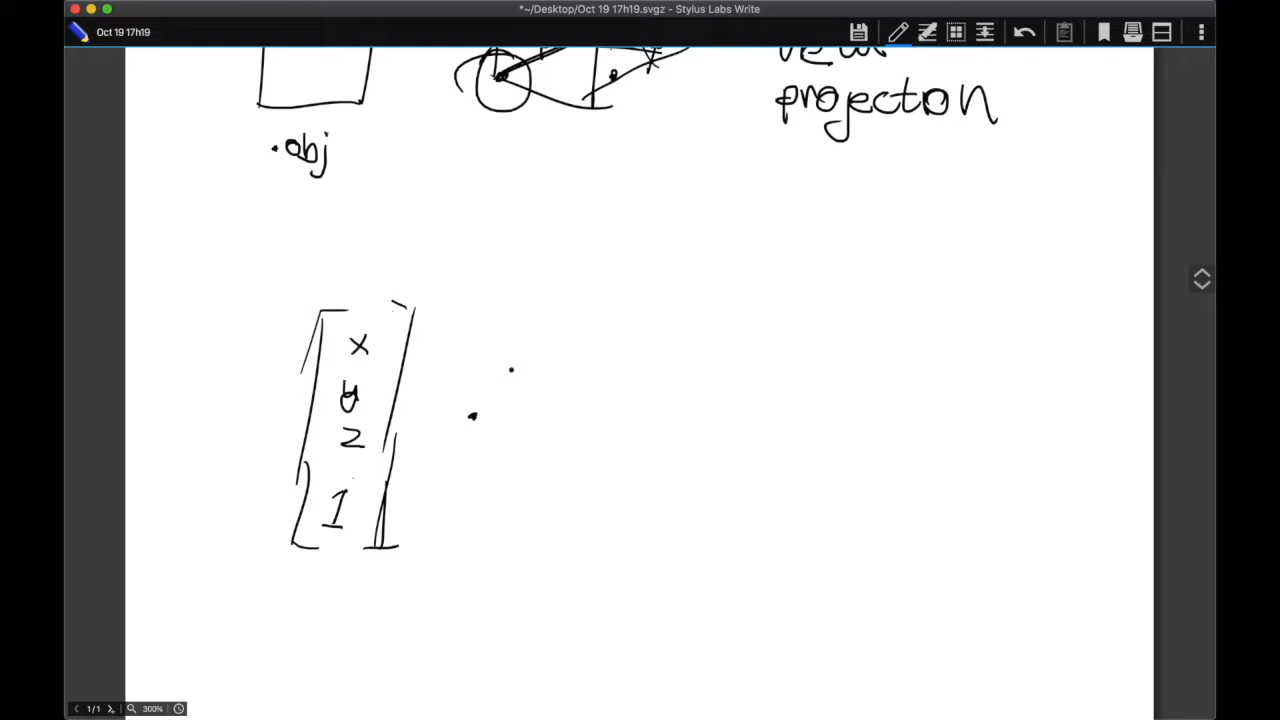 *~/Desktop/Oct 19 17h19.svgz - Stylus Labs Write
Oct 19 17h19
projection
.obj
x
y
z
1
1/1
300%